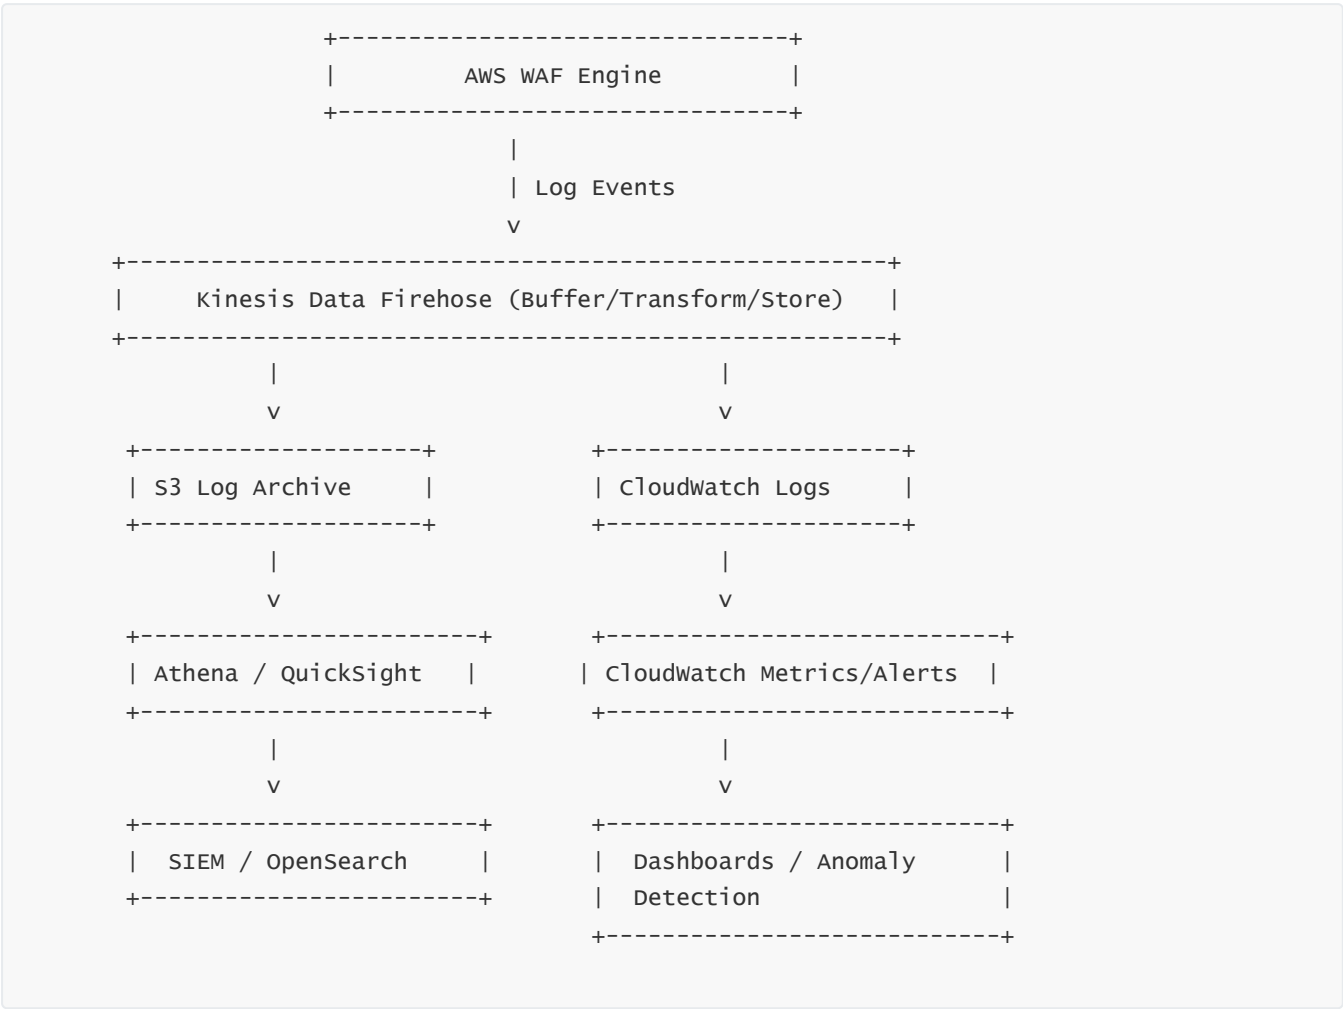 +--------------------------------+
|         AWS WAF Engine         |
+--------------------------------+
|
| Log Events
v
+------------------------------------------------------+
|     Kinesis Data Firehose (Buffer/Transform/Store)   |
+------------------------------------------------------+
|                                |
v                                v
+--------------------+           +---------------------+
| S3 Log Archive     |           | CloudWatch Logs     |
+--------------------+           +---------------------+
|                                |
v                                v
+------------------------+       +----------------------------+
| Athena / QuickSight   |       | CloudWatch Metrics/Alerts  |
+------------------------+       +----------------------------+
|                                |
v                                v
+------------------------+       +----------------------------+
|  SIEM / OpenSearch     |       |  Dashboards / Anomaly      |
+------------------------+       |  Detection                 |
+----------------------------+